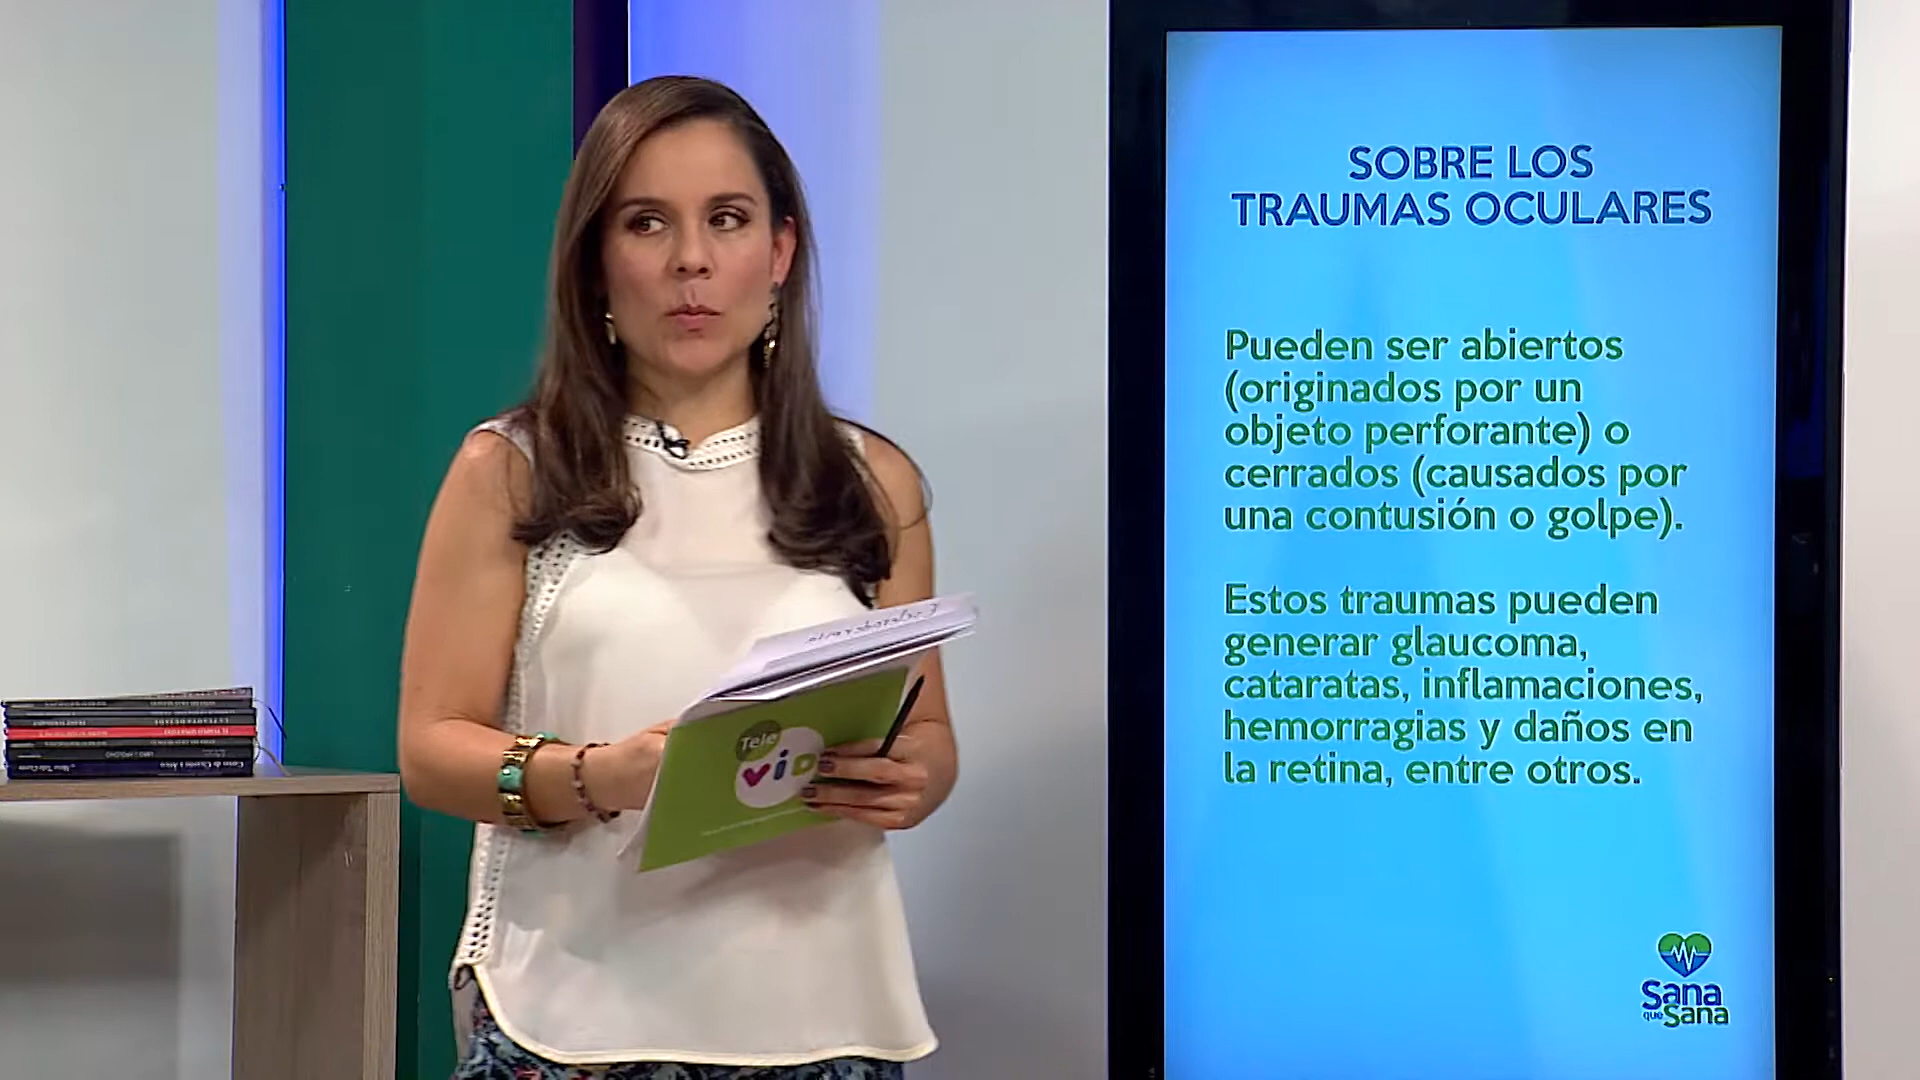 SOBRE LOS
TRAUMAS OCULARES
Pueden ser abiertos
(originados por un
objeto perforante) o
cerrados (causados por
una contusión o golpe).
Estos traumas pueden
generar glaucoma,
cataratas, inflamaciones,
hemorragias y daños en
la retina, entre otros.
Sana
que Sana
Tele
VID